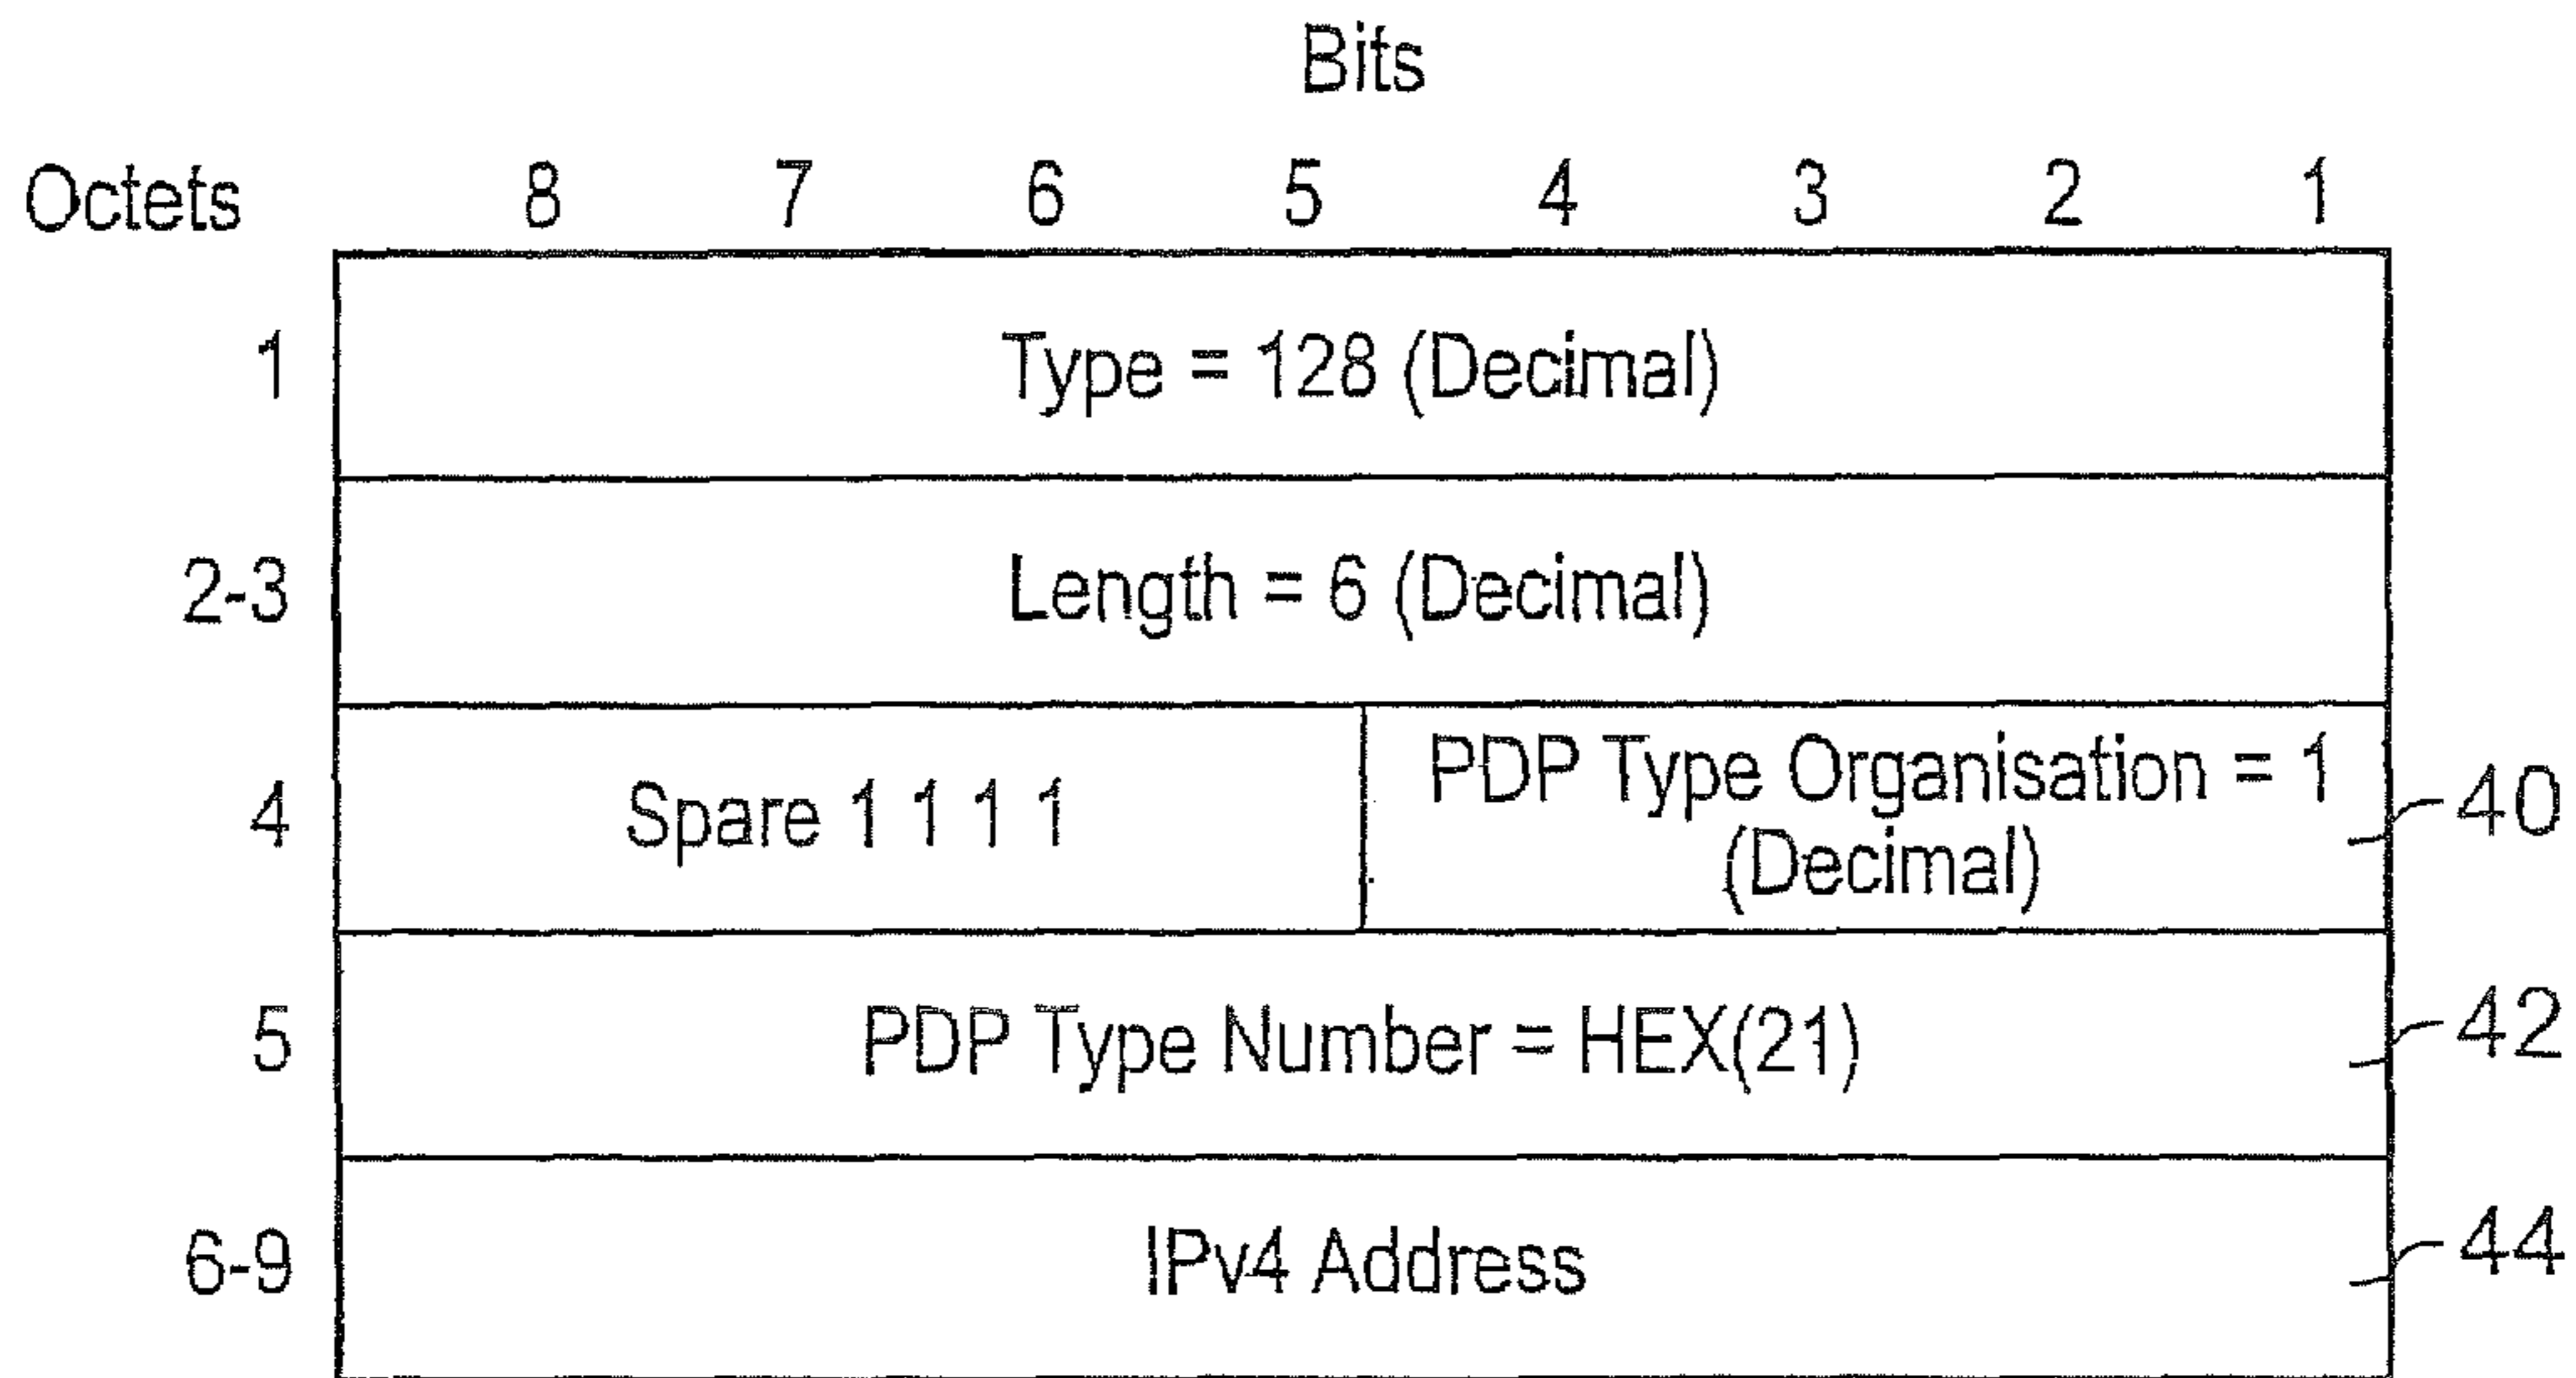 Bits
Octets 8 7 6 5 4 3 2 1
1 Type = 128 (Decimal)
2-3 Length = 6 (Decimal)
4 Spare 1 1 1 1 PDP Type Organisation = 1 (Decimal) 40
5 PDP Type Number = HEX(21) 42
6-9 IPv4 Address 44